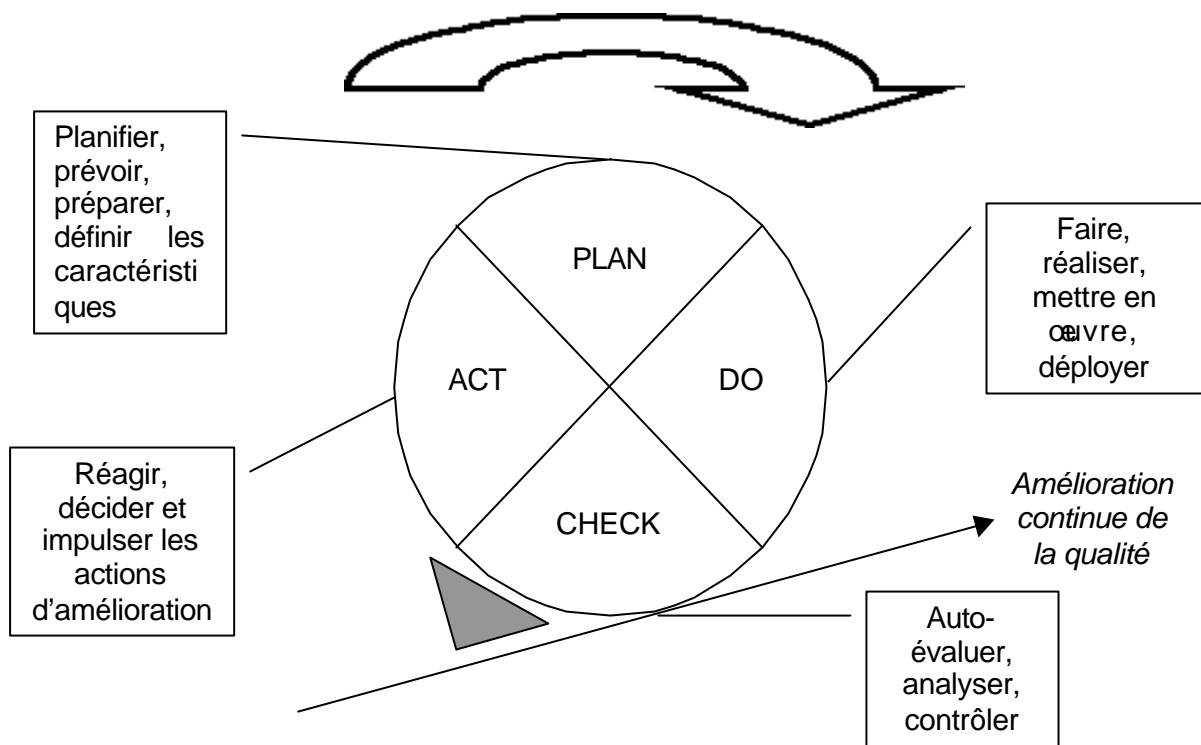 Planifier,
prévoir,
préparer,
définir les
caractéristi
ques
PLAN
Faire,
réaliser,
mettre en
œuvre,
déployer
ACT
DO
Réagir,
décider et
impulser les
actions
d'amélioration
CHECK
Amélioration
continue de
la qualité
Auto-
évaluer,
analyser,
contrôler